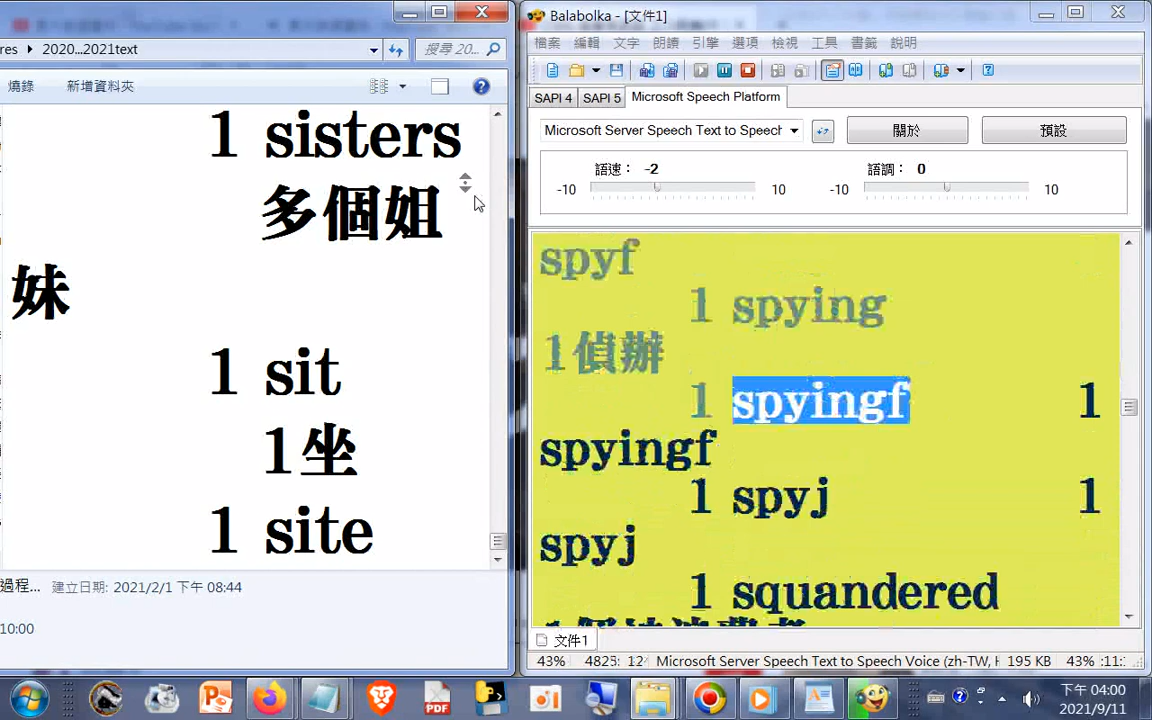 res ▸ 2020...2021text
搜尋 20...
燒錄 新增資料夾
1 sisters
多個姐
妹
1 sit
1坐
1 site
過程... 建立日期: 2021/2/1 下午 08:44
10:00
Balabolka - [文件1]
檔案 編輯 文字 朗讀 引擎 選項 檢視 工具 書籤 說明
SAPI 4 SAPI 5 Microsoft Speech Platform
Microsoft Server Speech Text to Speech 關於 預設
語速： -2 語調： 0
-10 10 -10 10
spyf
1 spying
1偵辦
1 spyingf 1
spyingf
1 spyj 1
spyj
1 squandered
文件1
43% 4825: 12 Microsoft Server Speech Text to Speech Voice (zh-TW, H 195 KB 43% :11:
PDF
下午 04:00
2021/9/11